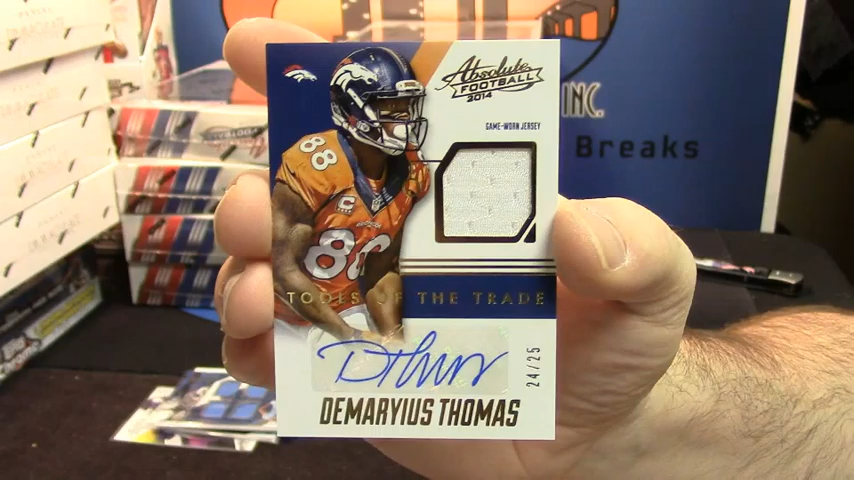 Absolute
FOOTBALL
2014
INC.
GAME-WORN JERSEY
Breaks
88
C
88
TOOLS OF THE TRADE
24/25
DEMARYIUS THOMAS